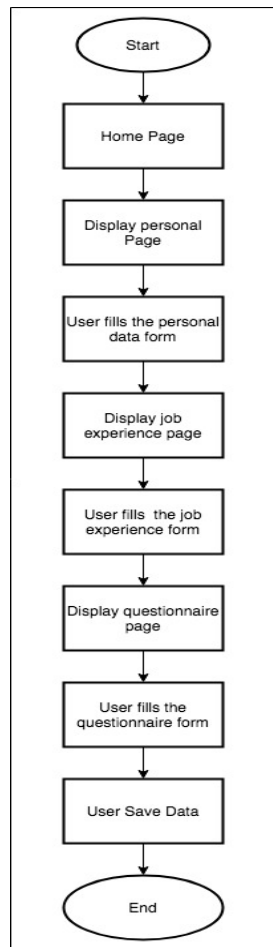 Start
Home Page
Display personal
Page
User fills the personal
data form
Display job
experience page
User fills the job
experience form
Display questionnaire
page
User fills the
questionnaire form
User Save Data
End